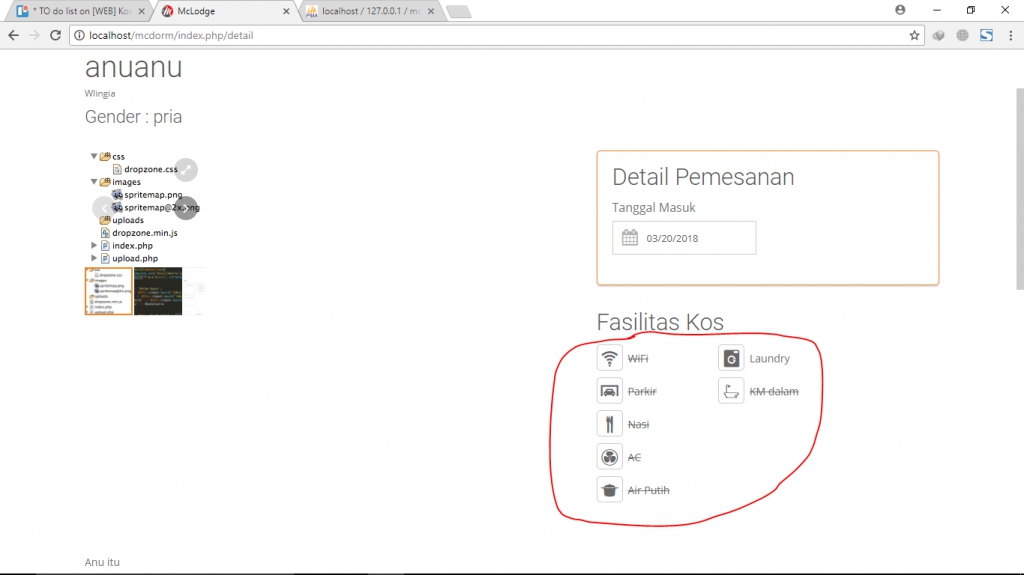 * TO do list on [WEB] Ko
McLodge
localhost / 127.0.0.1 / mc
localhost/mcdorm/index.php/detail
anuanu
Wlingia
Gender : pria
css
dropzone.css
images
spritemap.png
spritemap@2x.png
uploads
dropzone.min.js
index.php
upload.php
Detail Pemesanan
Tanggal Masuk
03/20/2018
Fasilitas Kos
WiFi
Laundry
Parkir
KM dalam
Nasi
AC
Air Putih
Anu itu